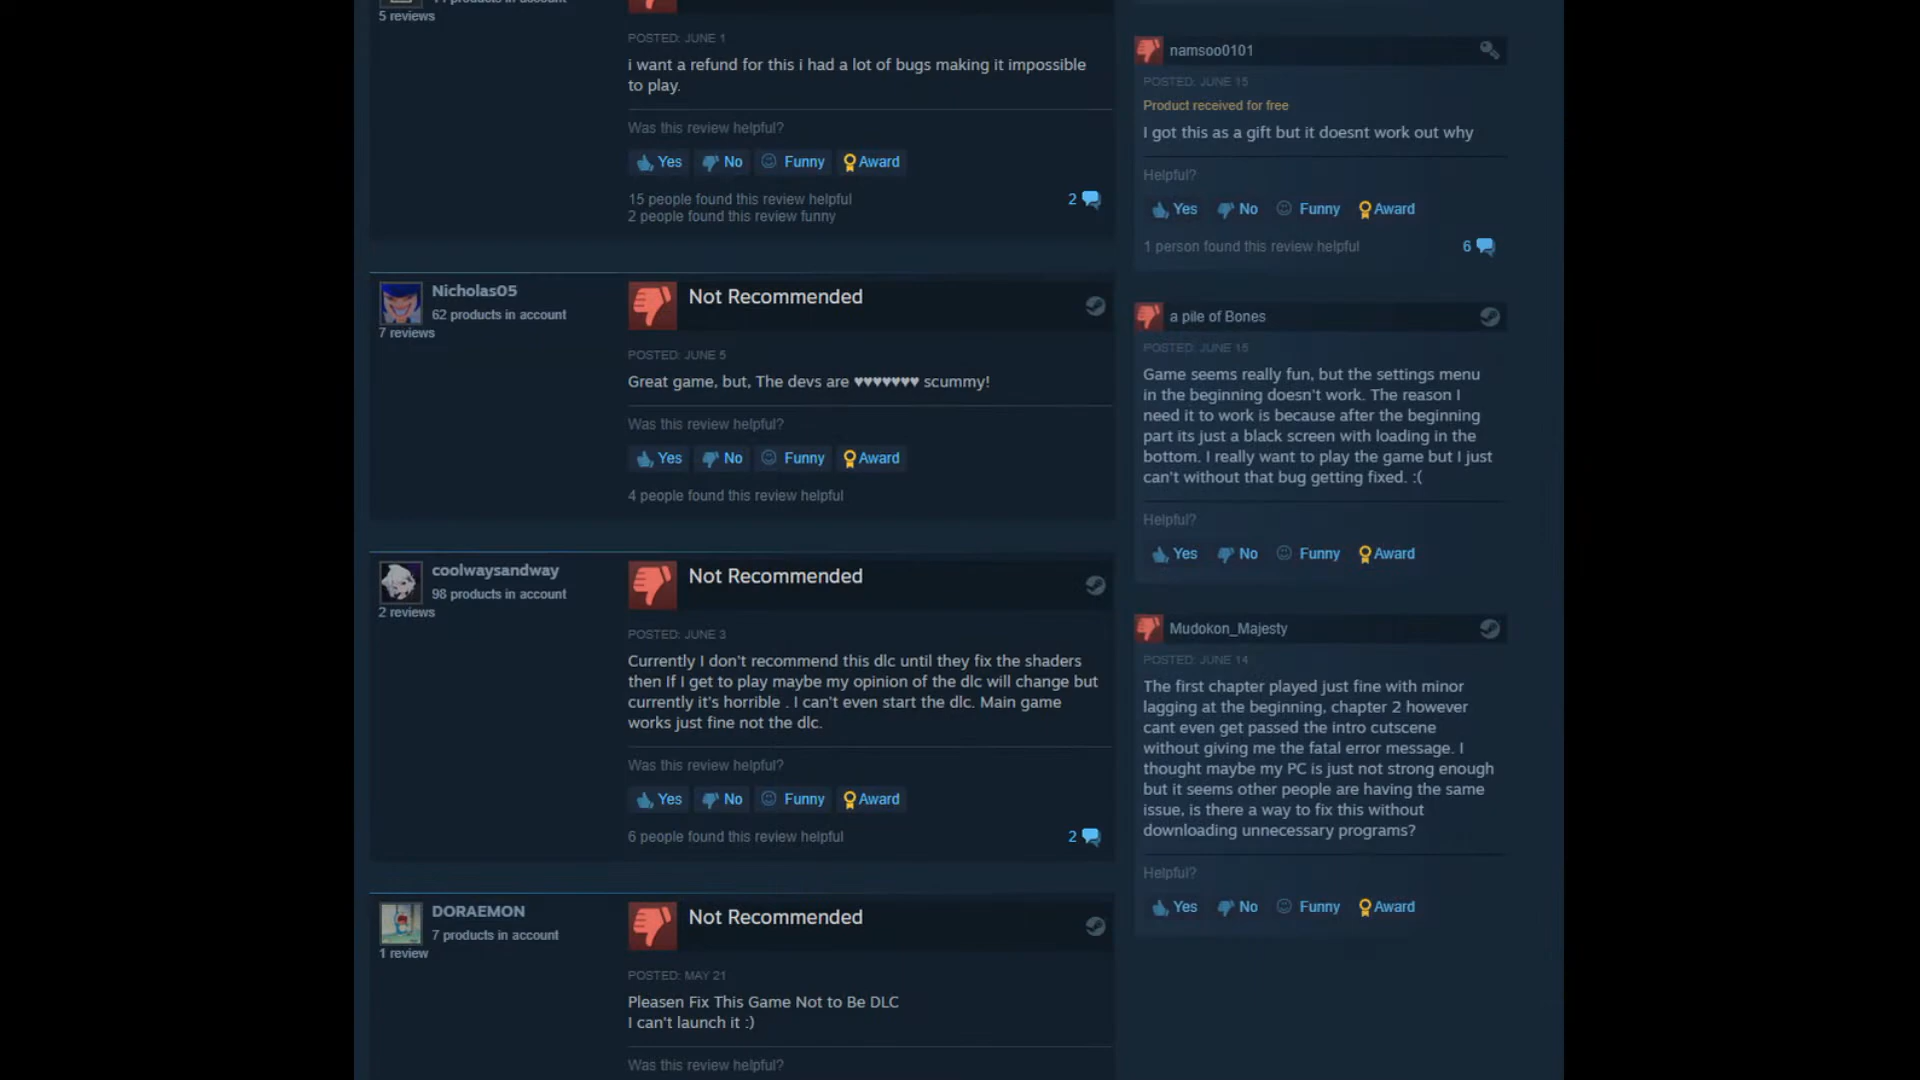 5 reviews
POSTED: JUNE 1
i want a refund for this i had a lot of bugs making it impossible
to play.
Was this review helpful?
Yes No Funny Award
15 people found this review helpful
2 people found this review funny
2
Nicholas05
62 products in account
7 reviews
Not Recommended
POSTED: JUNE 5
Great game, but, The devs are ♥♥♥♥♥♥♥ scummy!
Was this review helpful?
Yes No Funny Award
4 people found this review helpful
coolwaysandway
98 products in account
2 reviews
Not Recommended
POSTED: JUNE 3
Currently I don't recommend this dlc until they fix the shaders
then If I get to play maybe my opinion of the dlc will change but
currently it's horrible . I can't even start the dlc. Main game
works just fine not the dlc.
Was this review helpful?
Yes No Funny Award
6 people found this review helpful
2
DORAEMON
7 products in account
1 review
Not Recommended
POSTED: MAY 21
Pleasen Fix This Game Not to Be DLC
I can't launch it :)
Was this review helpful?
namsoo0101
POSTED: JUNE 15
Product received for free
I got this as a gift but it doesnt work out why
Helpful?
Yes No Funny Award
1 person found this review helpful
6
a pile of Bones
POSTED: JUNE 15
Game seems really fun, but the settings menu
in the beginning doesn't work. The reason I
need it to work is because after the beginning
part its just a black screen with loading in the
bottom. I really want to play the game but I just
can't without that bug getting fixed. :(
Helpful?
Yes No Funny Award
Mudokon_Majesty
POSTED: JUNE 14
The first chapter played just fine with minor
lagging at the beginning, chapter 2 however
cant even get passed the intro cutscene
without giving me the fatal error message. I
thought maybe my PC is just not strong enough
but it seems other people are having the same
issue, is there a way to fix this without
downloading unnecessary programs?
Helpful?
Yes No Funny Award